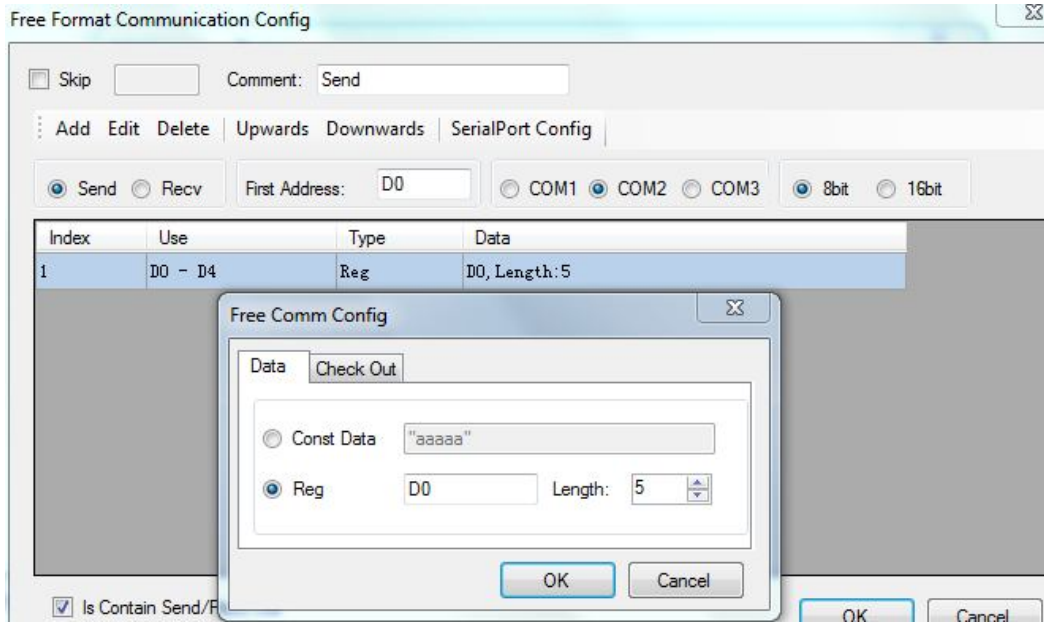 Free Format Communication Config
Skip Comment: Send
Add Edit Delete Upwards Downwards SerialPort Config
Send Recv First Address: D0 COM1 COM2 COM3 8bit 16bit
Index Use Type Data
1 D0 - D4 Reg D0, Length:5
Free Comm Config
Data Check Out
Const Data "aaaaa"
Reg D0 Length: 5
OK Cancel
Is Contain Send/
OK Cancel